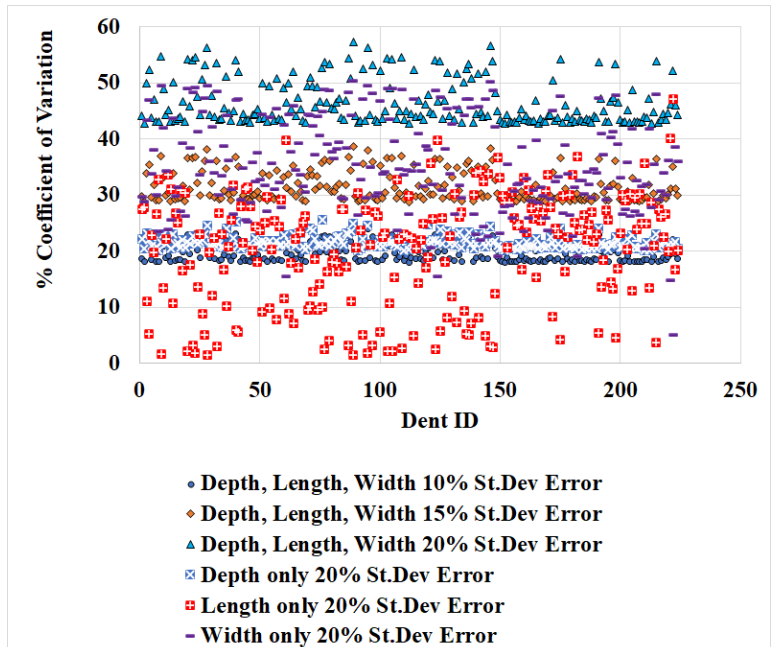 60
50
40
30
20
10
0
% Coefficient of Variation
0 50 100 150 200 250
Dent ID
Depth, Length, Width 10% St.Dev Error
Depth, Length, Width 15% St.Dev Error
Depth, Length, Width 20% St.Dev Error
Depth only 20% St.Dev Error
Length only 20% St.Dev Error
Width only 20% St.Dev Error